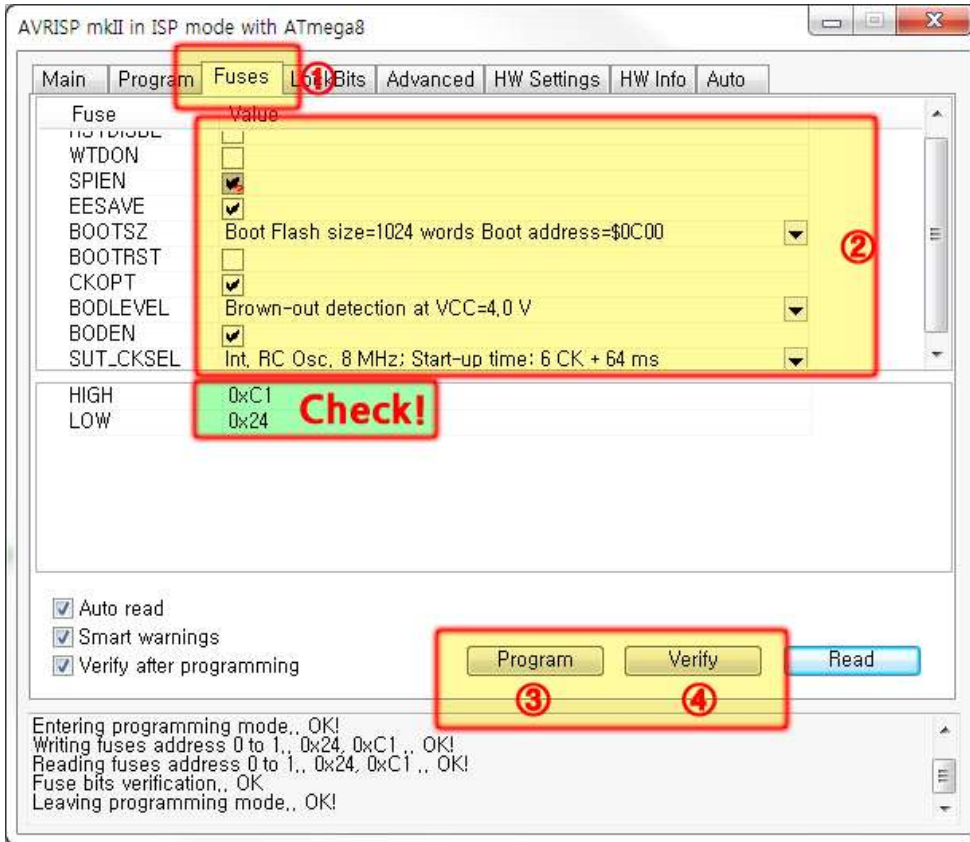 AVRISP mkII in ISP mode with ATmega8
Main Program Fuses LockBits Advanced HW Settings HW Info Auto
①
Fuse Value
WTDON
SPIEN
EESAVE
BOOTSZ Boot Flash size=1024 words Boot address=$0C00
②
BOOTRST
CKOPT
BODLEVEL Brown-out detection at VCC=4,0 V
BODEN
SUT_CKSEL Int, RC Osc, 8 MHz; Start-up time: 6 CK + 64 ms
HIGH 0xC1
Check!
LOW 0x24
Auto read
Smart warnings
Verify after programming
Program Verify Read
③ ④
Entering programming mode,, OK!
Writing fuses address 0 to 1,, 0x24, 0xC1 ,, OK!
Reading fuses address 0 to 1,, 0x24, 0xC1 ,, OK!
Fuse bits verification,, OK
Leaving programming mode,, OK!